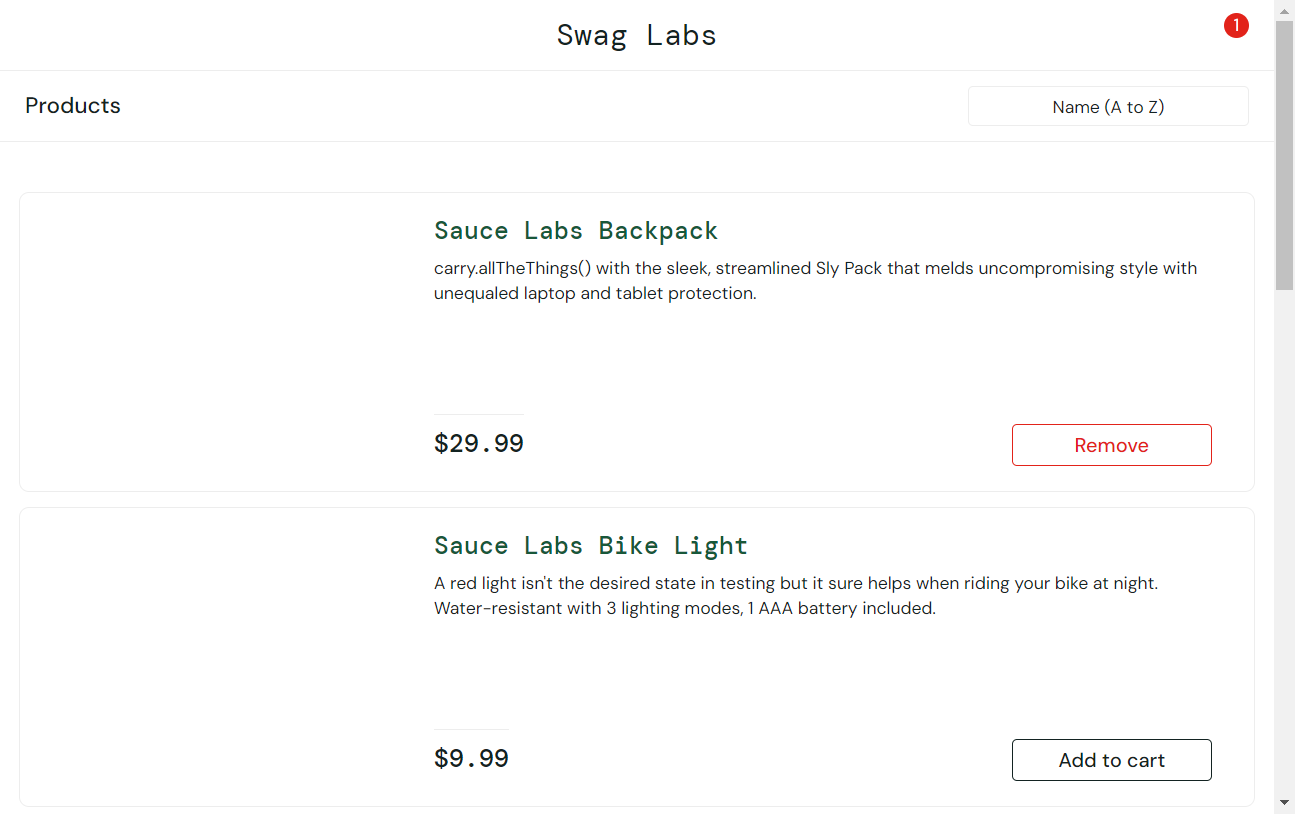 Swag Labs
1
Products
Name (A to Z)
Sauce Labs Backpack
carry.allTheThings() with the sleek, streamlined Sly Pack that melds uncompromising style with
unequaled laptop and tablet protection.
$29.99
Remove
Sauce Labs Bike Light
A red light isn't the desired state in testing but it sure helps when riding your bike at night.
Water-resistant with 3 lighting modes, 1 AAA battery included.
$9.99
Add to cart